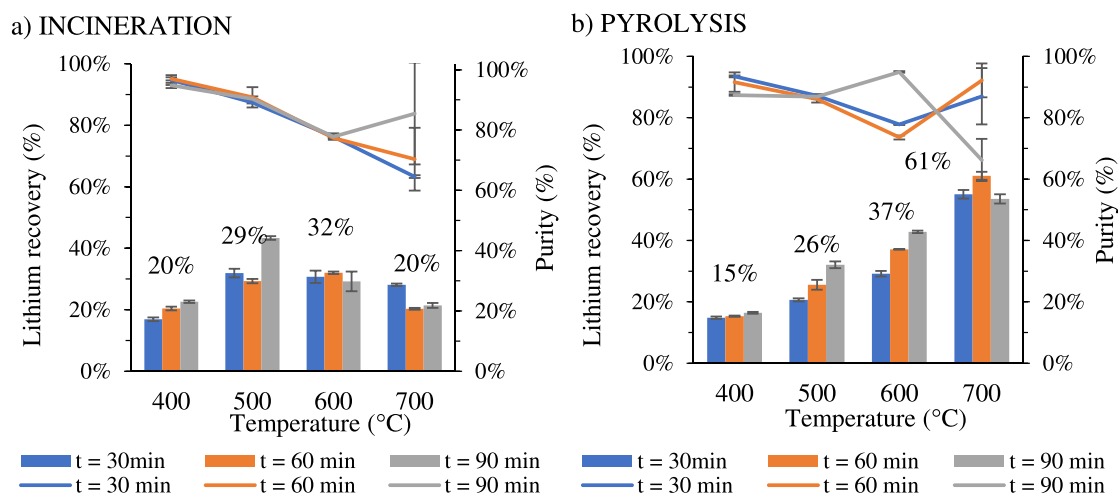 a) INCINERATION
100%
80%
60%
40%
20%
0%
Lithium recovery (%)
20%
29%
32%
20%
100%
80%
60%
40%
20%
0%
Purity (%)
400 500 600 700
Temperature (°C)
t = 30min t = 60 min t = 90 min
t = 30 min t = 60 min t = 90 min
b) PYROLYSIS
100%
80%
60%
40%
20%
0%
Lithium recovery (%)
15%
26%
37%
61%
100%
80%
60%
40%
20%
0%
Purity (%)
400 500 600 700
Temperature (°C)
t = 30min t = 60 min t = 90 min
t = 30 min t = 60 min t = 90 min